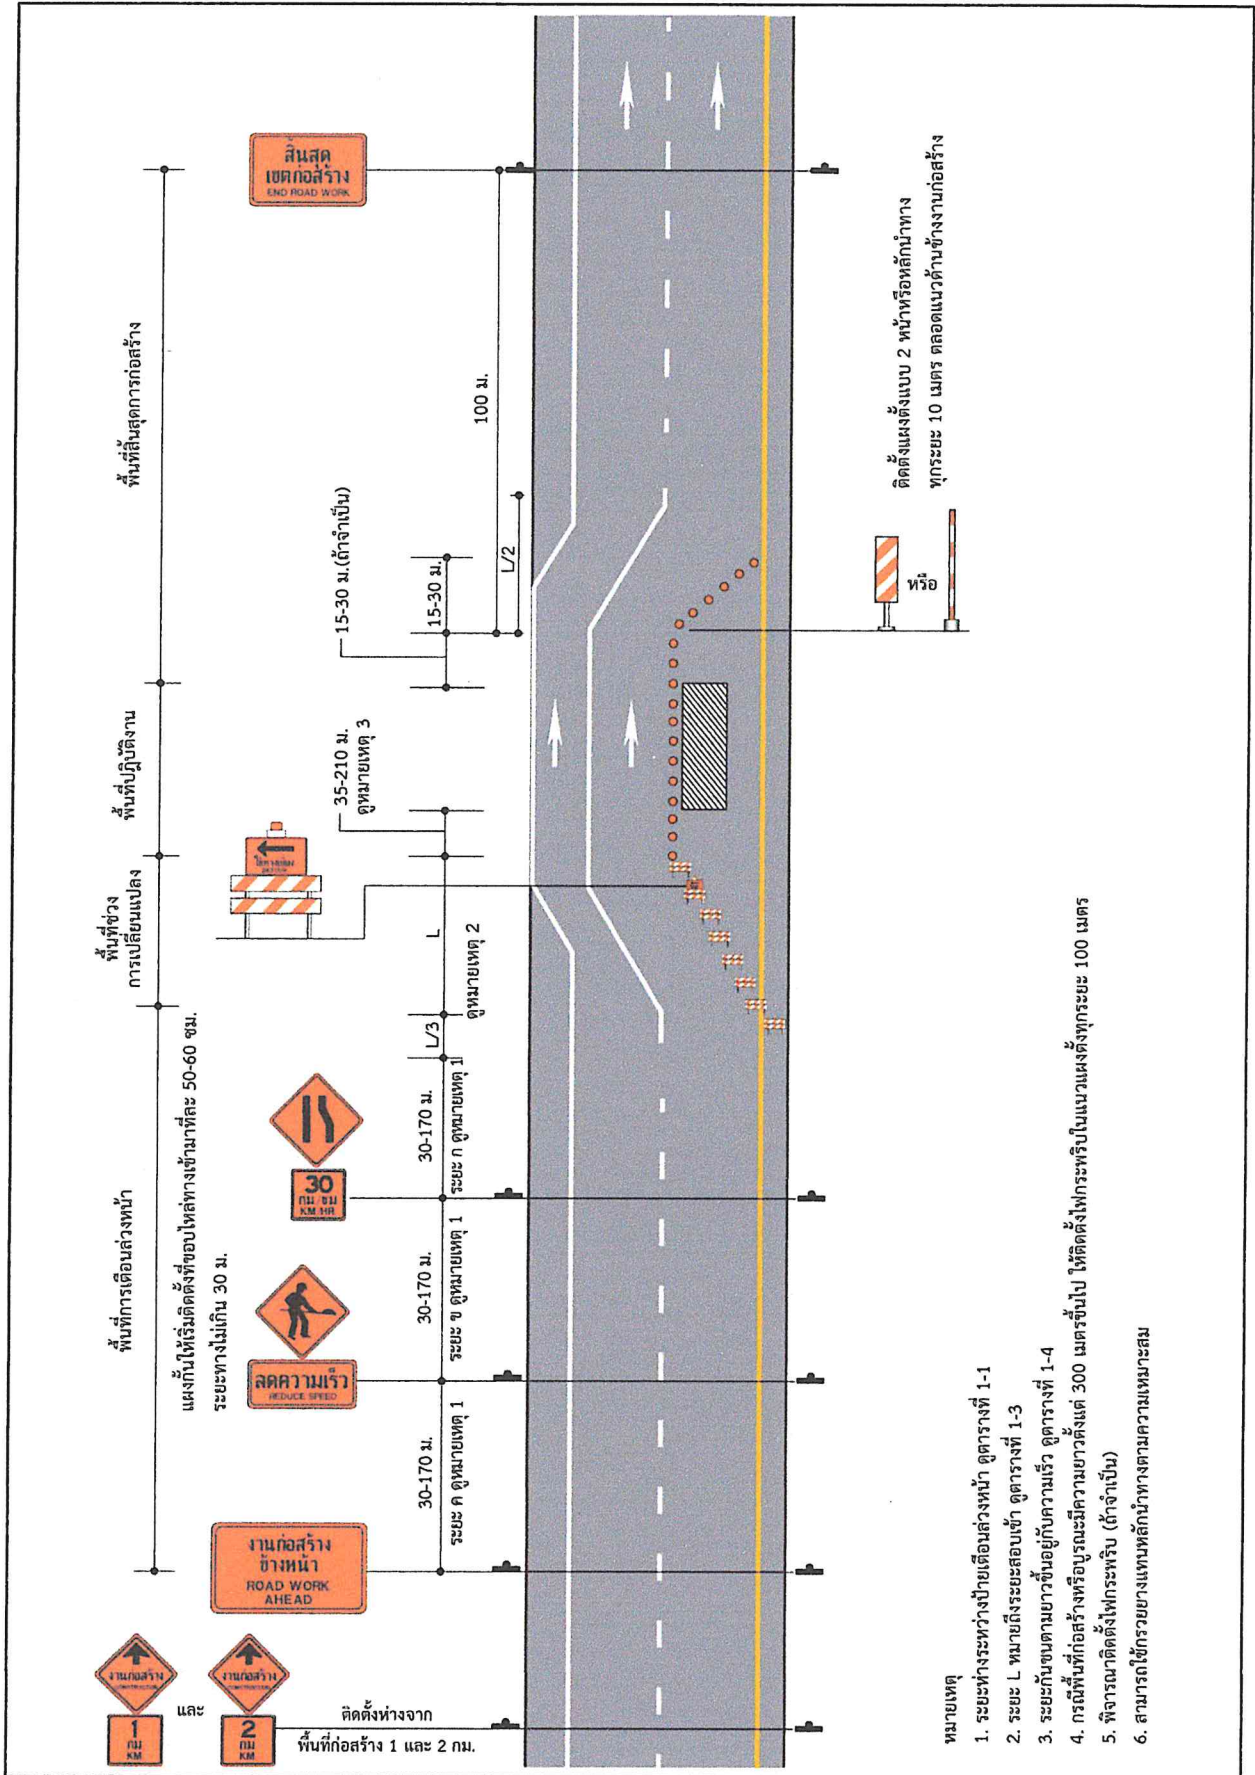 สิ้นสุด
เขตก่อสร้าง
END ROAD WORK
พื้นที่สิ้นสุดการก่อสร้าง
100 ม.
15-30 ม.(ถ้าจำเป็น)
15-30 ม.
L/2
ติดตั้งแผงตั้งแบบ 2 หน้าหรือหลักนำทาง
ทุกระยะ 10 เมตร ตลอดแนวด้านข้างงานก่อสร้าง
หรือ
พื้นที่ปฏิบัติงาน
35-210 ม.
ดูหมายเหตุ 3
พื้นที่ช่วง
การเปลี่ยนแปลง
L
ดูหมายเหตุ 2
L/3
พื้นที่การเตือนล่วงหน้า
แผงกั้นให้เริ่มติดตั้งที่ขอบไหล่ทางเข้ามาทีละ 50-60 ซม.
ระยะทางไม่เกิน 30 ม.
30
กม/ชม
KM/HR
30-170 ม.
ระยะ ก ดูหมายเหตุ 1
30-170 ม.
ระยะ ข ดูหมายเหตุ 1
ลดความเร็ว
REDUCE SPEED
30-170 ม.
ระยะ ค ดูหมายเหตุ 1
งานก่อสร้าง
ข้างหน้า
ROAD WORK
AHEAD
งานก่อสร้าง
CONSTRUCTION
1
กม
KM
และ
งานก่อสร้าง
CONSTRUCTION
2
กม
KM
ติดตั้งห่างจาก
พื้นที่ก่อสร้าง 1 และ 2 กม.
หมายเหตุ
1. ระยะห่างระหว่างป้ายเตือนล่วงหน้า ดูตารางที่ 1-1
2. ระยะ L หมายถึงระยะสอบเข้า ดูตารางที่ 1-3
3. ระยะกันชนตามยาวขึ้นอยู่กับความเร็ว ดูตารางที่ 1-4
4. กรณีพื้นที่ก่อสร้างหรือบูรณะมีความยาวตั้งแต่ 300 เมตรขึ้นไป ให้ติดตั้งไฟกระพริบในแนวแผงตั้งทุกระยะ 100 เมตร
5. พิจารณาติดตั้งไฟกระพริบ (ถ้าจำเป็น)
6. สามารถใช้กรวยยางแทนหลักนำทางตามความเหมาะสม